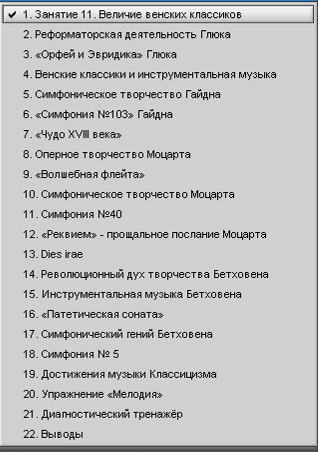 ✓ 1. Занятие 11. Величие венских классиков
2. Реформаторская деятельность Глюка
3. «Орфей и Эвридика» Глюка
4. Венские классики и инструментальная музыка
5. Симфоническое творчество Гайдна
6. «Симфония №103» Гайдна
7. «Чудо XVIII века»
8. Оперное творчество Моцарта
9. «Волшебная флейта»
10. Симфоническое творчество Моцарта
11. Симфония №40
12. «Реквием» - прощальное послание Моцарта
13. Dies irae
14. Революционный дух творчества Бетховена
15. Инструментальная музыка Бетховена
16. «Патетическая соната»
17. Симфонический гений Бетховена
18. Симфония № 5
19. Достижения музыки Классицизма
20. Упражнение «Мелодия»
21. Диагностический тренажёр
22. Выводы